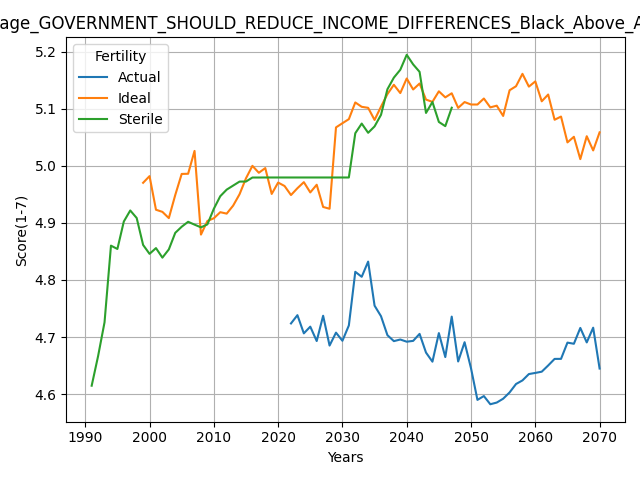 age_GOVERNMENT_SHOULD_REDUCE_INCOME_DIFFERENCES_Black_Above_A
5.2
5.1
5.0
4.9
4.8
4.7
4.6
Score(1-7)
Fertility
Actual
Ideal
Sterile
1990 2000 2010 2020 2030 2040 2050 2060 2070
Years